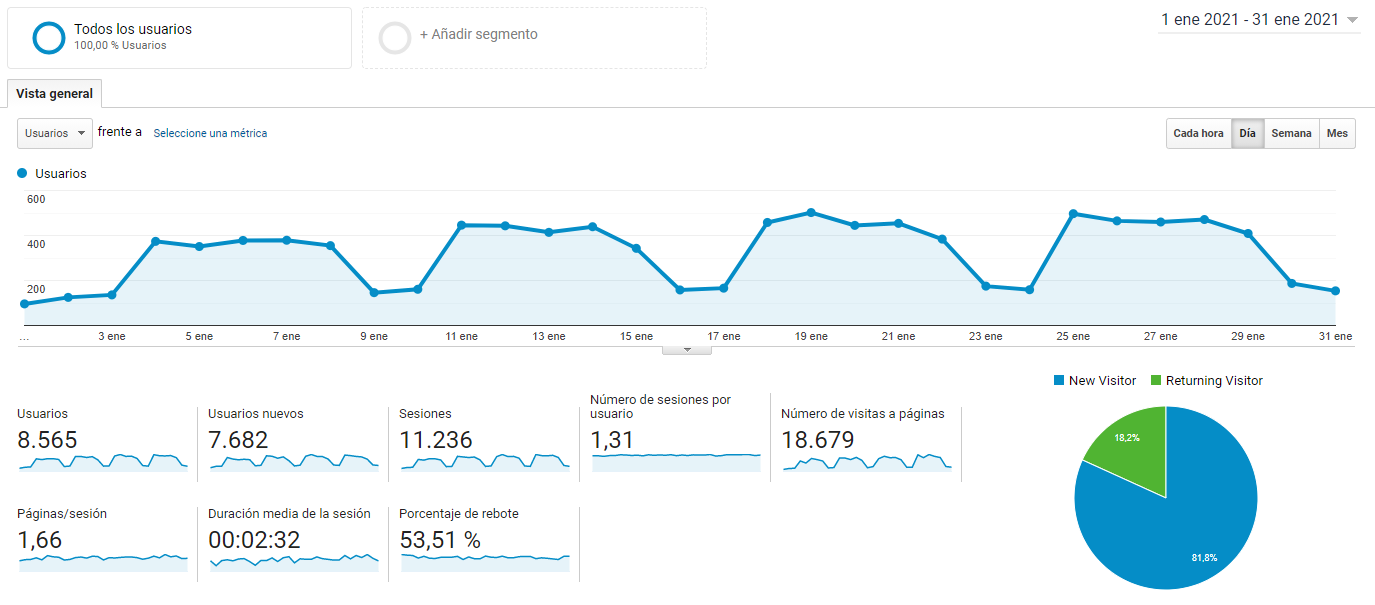 Todos los usuarios
100,00 % Usuarios
+ Añadir segmento
1 ene 2021 - 31 ene 2021
Vista general
Usuarios
frente a
Seleccione una métrica
Cada hora
Día
Semana
Mes
Usuarios
600
400
200
...
3 ene
5 ene
7 ene
9 ene
11 ene
13 ene
15 ene
17 ene
19 ene
21 ene
23 ene
25 ene
27 ene
29 ene
31 ene
Usuarios
8.565
Usuarios nuevos
7.682
Sesiones
11.236
Número de sesiones por
usuario
1,31
Número de visitas a páginas
18.679
Páginas/sesión
1,66
Duración media de la sesión
00:02:32
Porcentaje de rebote
53,51 %
New Visitor
Returning Visitor
18,2%
81,8%